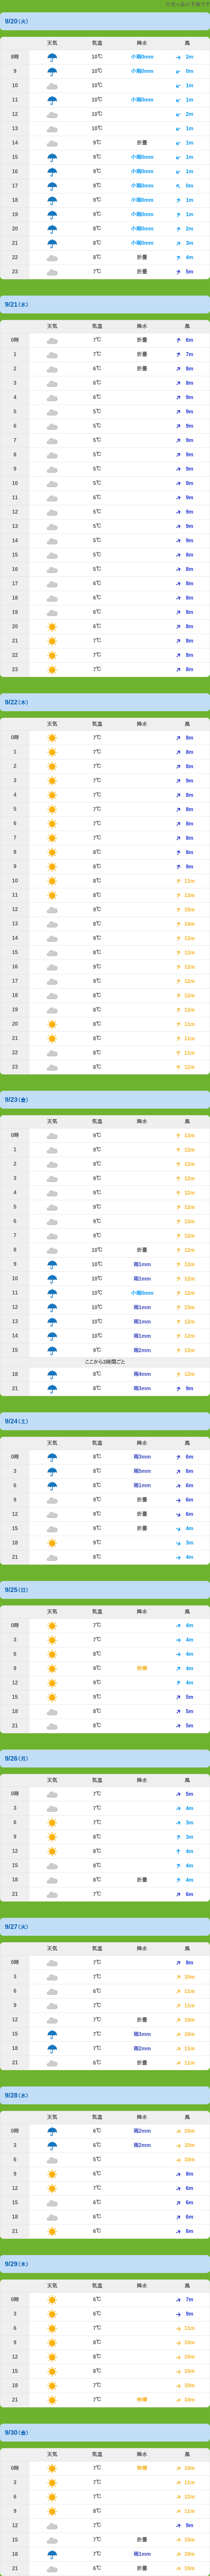 9/20 (火)
天気 気温 降水 風
8時 10℃ 小雨0mm 2m
9 10℃ 小雨0mm 0m
10 10℃ 1m
11 10℃ 小雨0mm 1m
12 10℃ 2m
13 10℃ 1m
14 9℃ 折畳 1m
15 9℃ 小雨0mm 1m
16 9℃ 小雨0mm 1m
17 9℃ 小雨0mm 0m
18 9℃ 小雨0mm 1m
19 9℃ 小雨0mm 1m
20 8℃ 小雨0mm 2m
21 8℃ 小雨0mm 3m
22 8℃ 折畳 4m
23 7℃ 折畳 5m
9/21 (水)
天気 気温 降水 風
0時 7℃ 折畳 6m
1 7℃ 折畳 7m
2 6℃ 折畳 8m
3 6℃ 8m
4 6℃ 9m
5 5℃ 9m
6 5℃ 9m
7 5℃ 9m
8 5℃ 9m
9 5℃ 9m
10 5℃ 9m
11 6℃ 9m
12 5℃ 9m
13 5℃ 9m
14 5℃ 9m
15 5℃ 8m
16 5℃ 8m
17 6℃ 8m
18 6℃ 8m
19 6℃ 8m
20 6℃ 8m
21 7℃ 8m
22 7℃ 8m
23 7℃ 8m
9/22 (木)
天気 気温 降水 風
0時 7℃ 8m
1 7℃ 8m
2 7℃ 8m
3 7℃ 9m
4 7℃ 8m
5 7℃ 8m
6 7℃ 8m
7 7℃ 8m
8 8℃ 8m
9 8℃ 9m
10 8℃ 11m
11 8℃ 13m
12 9℃ 15m
13 8℃ 14m
14 9℃ 13m
15 8℃ 12m
16 9℃ 12m
17 9℃ 12m
18 8℃ 12m
19 8℃ 12m
20 8℃ 11m
21 8℃ 11m
22 8℃ 11m
23 8℃ 12m
9/23 (金)
天気 気温 降水 風
0時 9℃ 13m
1 9℃ 12m
2 9℃ 12m
3 9℃ 12m
4 9℃ 12m
5 9℃ 12m
6 9℃ 13m
7 9℃ 12m
8 10℃ 折畳 12m
9 10℃ 雨1mm 12m
10 10℃ 雨1mm 12m
11 10℃ 小雨0mm 12m
12 10℃ 雨1mm 13m
13 10℃ 雨1mm 12m
14 10℃ 雨1mm 12m
15 9℃ 雨2mm 12m
ここから3時間ごと
18 8℃ 雨4mm 12m
21 8℃ 雨3mm 9m
9/24 (土)
天気 気温 降水 風
0時 8℃ 雨3mm 6m
3 8℃ 雨5mm 6m
6 8℃ 雨1mm 6m
9 9℃ 折畳 6m
12 9℃ 折畳 6m
15 9℃ 折畳 4m
18 9℃ 3m
21 8℃ 4m
9/25 (日)
天気 気温 降水 風
0時 7℃ 4m
3 7℃ 4m
6 8℃ 4m
9 9℃ 快晴 4m
12 9℃ 4m
15 9℃ 5m
18 8℃ 5m
21 8℃ 5m
9/26 (月)
天気 気温 降水 風
0時 7℃ 5m
3 7℃ 4m
6 7℃ 3m
9 8℃ 3m
12 8℃ 4m
15 8℃ 4m
18 8℃ 折畳 4m
21 7℃ 6m
9/27 (火)
天気 気温 降水 風
0時 7℃ 8m
3 7℃ 10m
6 6℃ 11m
9 7℃ 11m
12 7℃ 折畳 10m
15 7℃ 雨3mm 10m
18 7℃ 雨2mm 11m
21 6℃ 折畳 11m
9/28 (水)
天気 気温 降水 風
0時 6℃ 雨2mm 10m
3 6℃ 雨2mm 10m
6 5℃ 10m
9 6℃ 8m
12 7℃ 6m
15 6℃ 6m
18 6℃ 6m
21 6℃ 6m
9/29 (木)
天気 気温 降水 風
0時 6℃ 7m
3 6℃ 9m
6 7℃ 11m
9 8℃ 10m
12 8℃ 10m
15 8℃ 10m
18 7℃ 10m
21 7℃ 快晴 10m
9/30 (金)
天気 気温 降水 風
0時 7℃ 快晴 10m
3 7℃ 11m
6 7℃ 12m
9 8℃ 11m
12 7℃ 9m
15 7℃ 折畳 10m
18 7℃ 雨1mm 10m
21 6℃ 折畳 10m